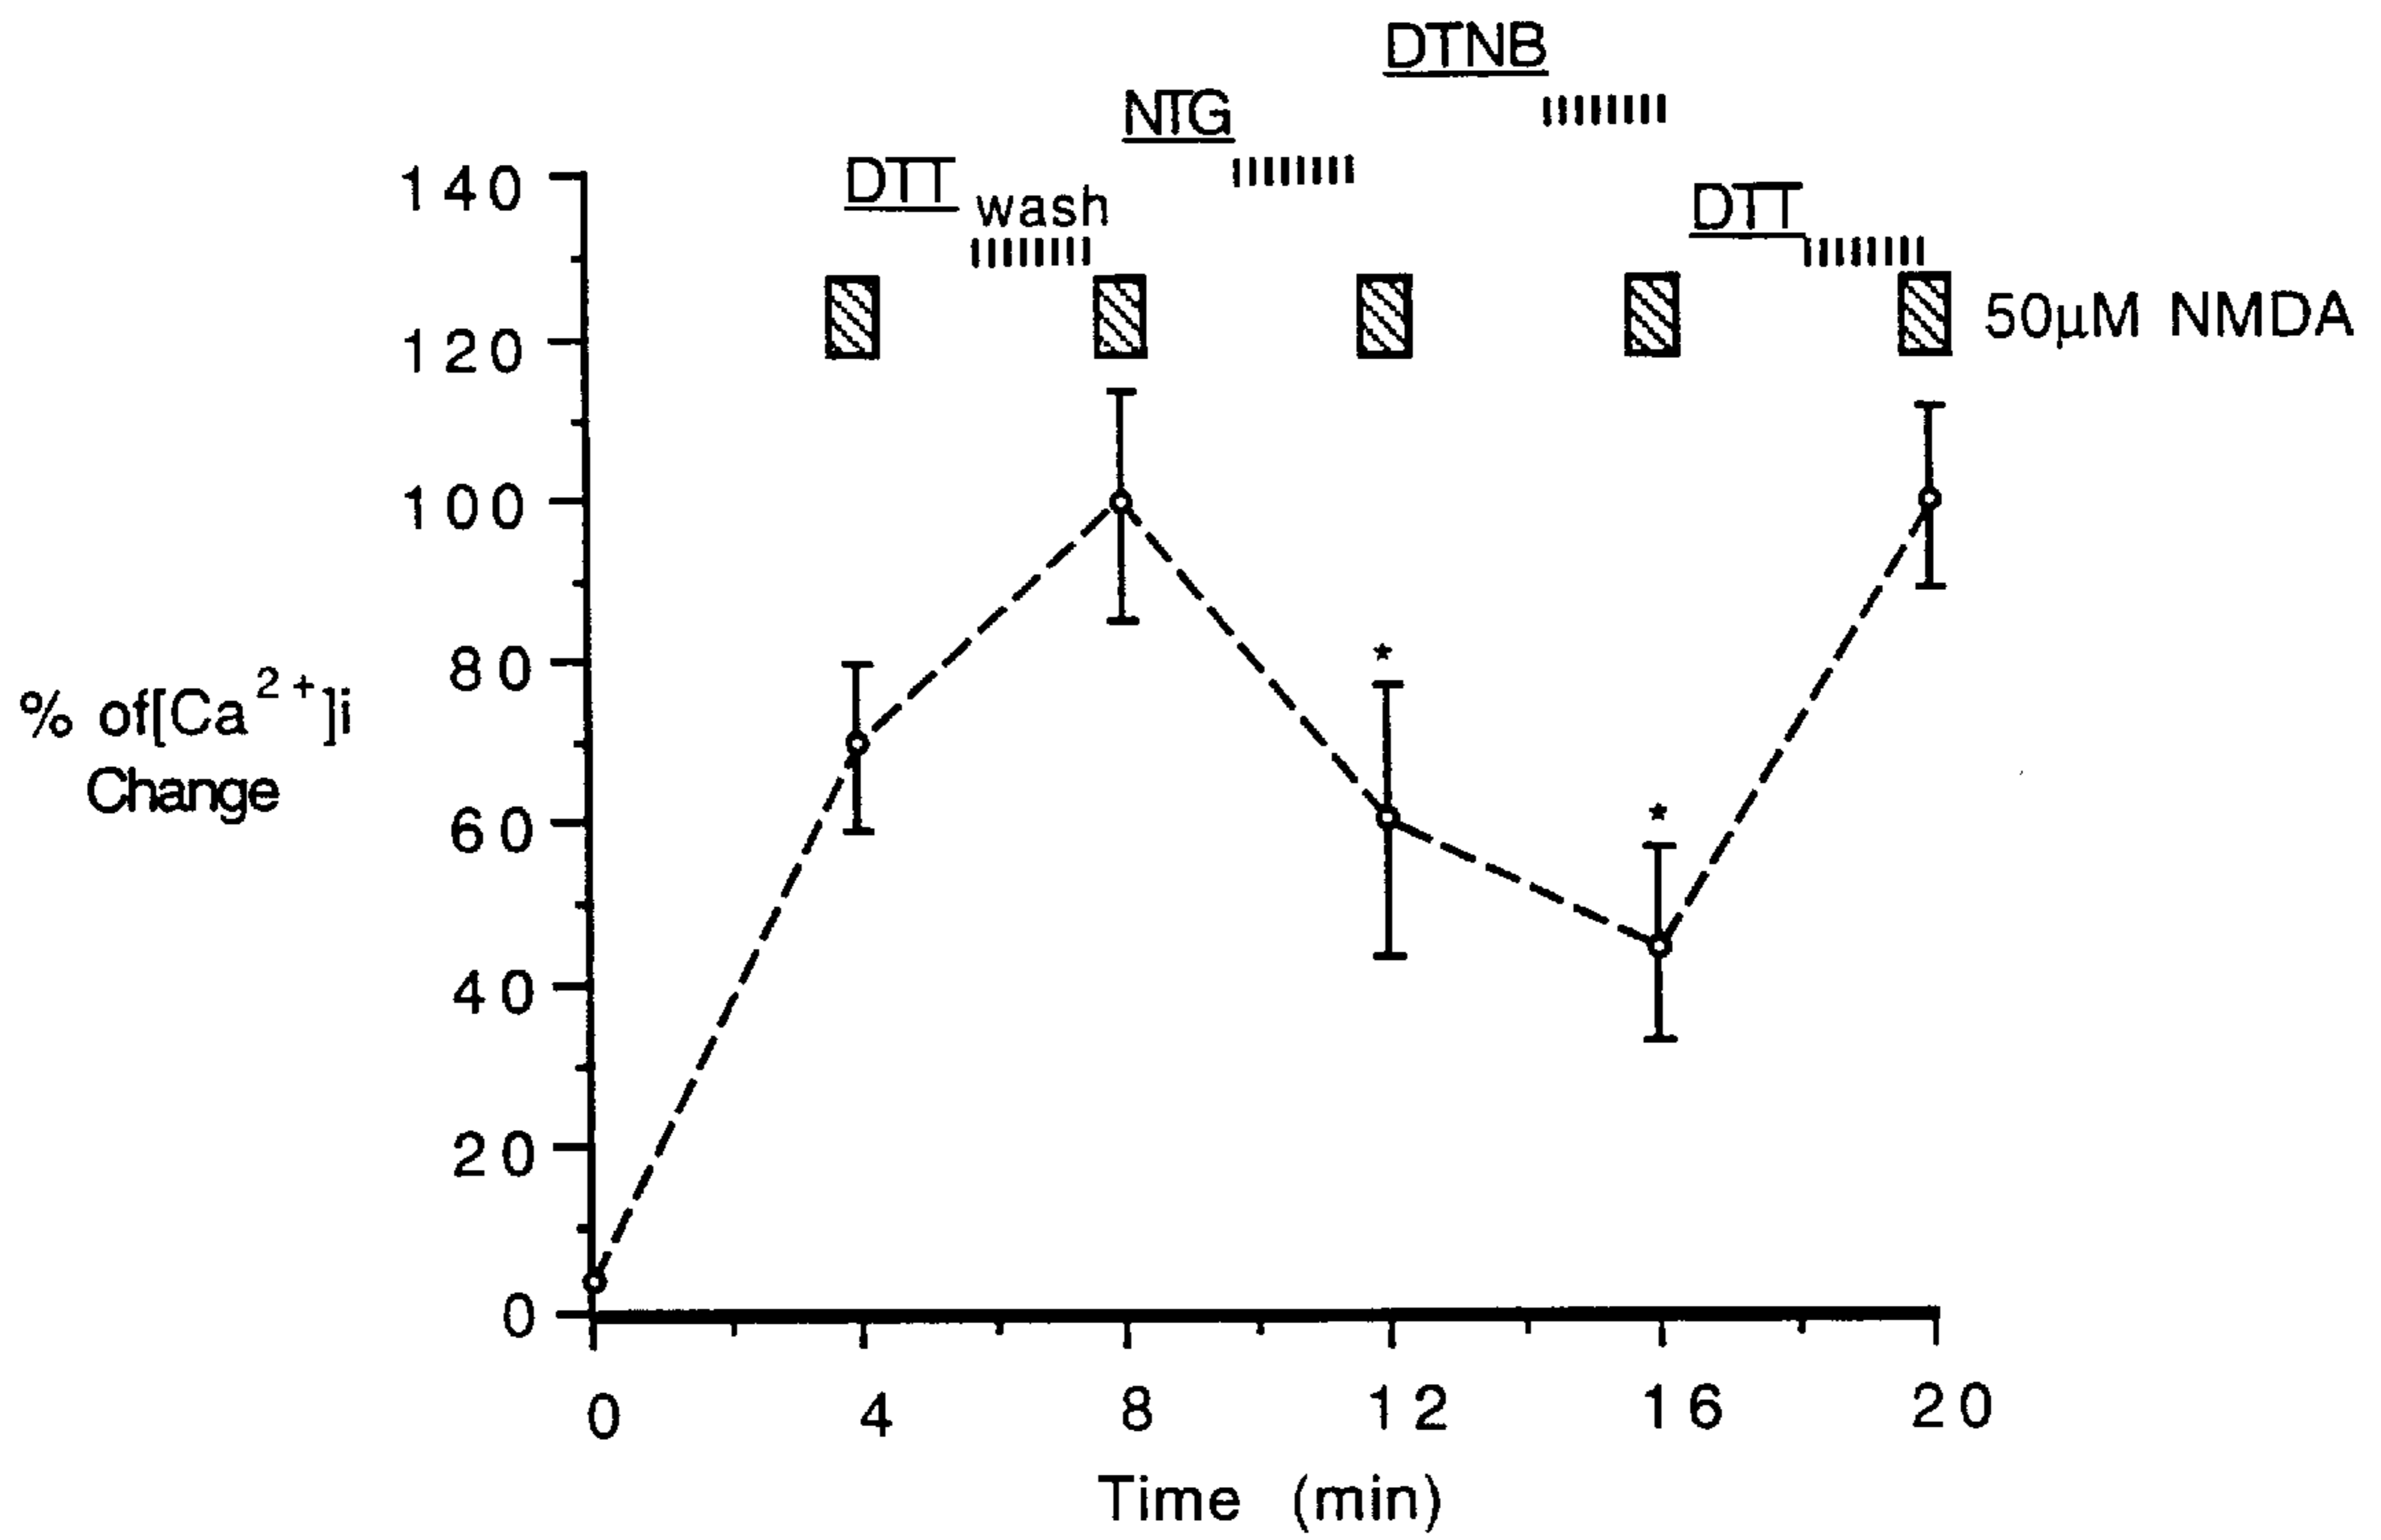 DTNB
NTG
DTT
wash
DTT
50µM NMDA
140
120
100
80
60
40
20
0
% of[Ca2+]i
Change
*
*
0 4 8 12 16 20
Time (min)